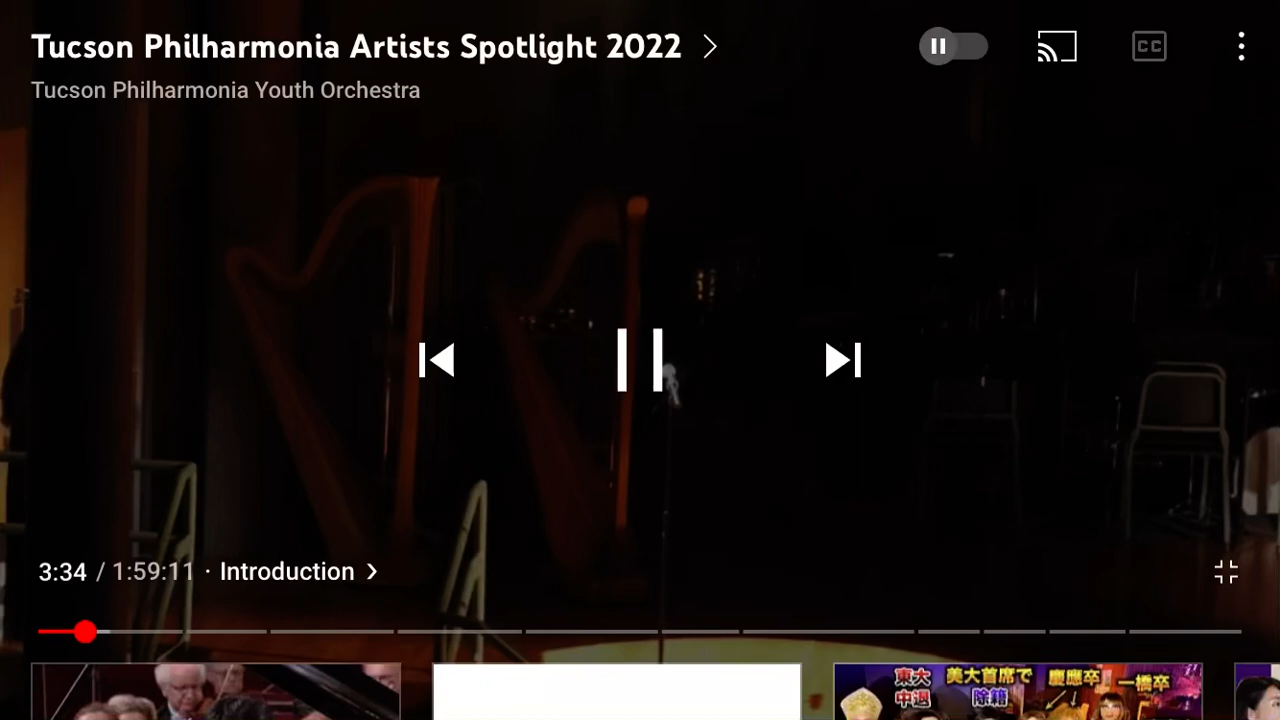 Tucson Philharmonia Artists Spotlight 2022
Tucson Philharmonia Youth Orchestra
CC
3:34 / 1:59:11 · Introduction
東大 美大首席で 慶應卒 一橋卒
中退 除籍